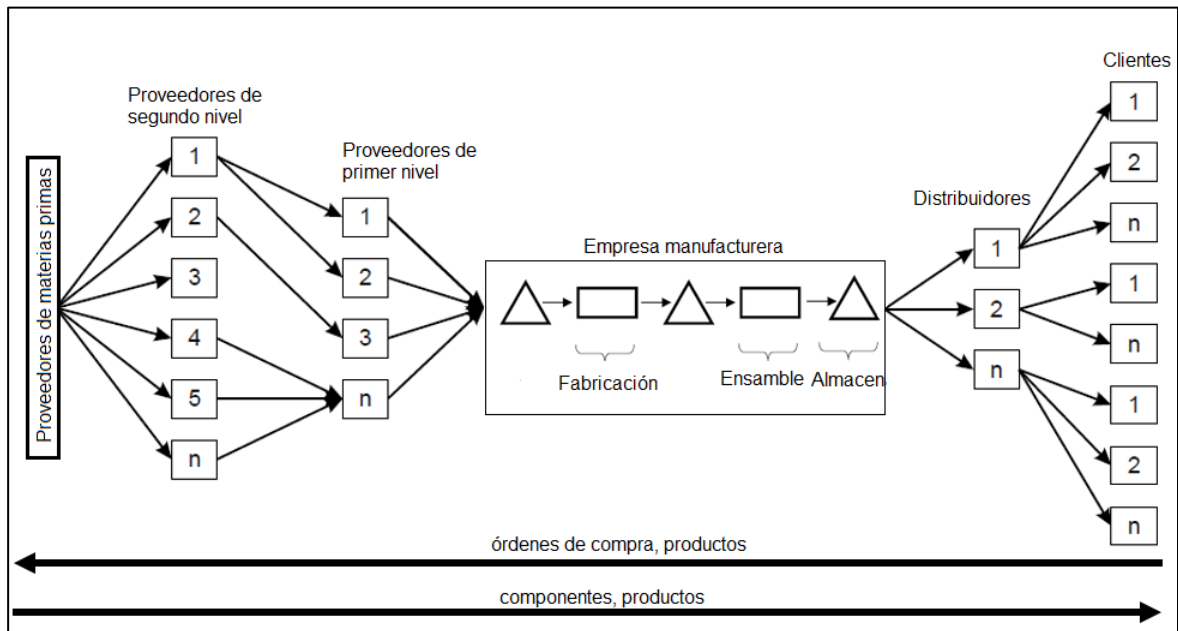 Proveedores de materias primas
Proveedores de
segundo nivel
1
2
3
4
5
n
Proveedores de
primer nivel
1
2
3
n
Empresa manufacturera
Fabricación
Ensamble
Almacen
Distribuidores
1
2
n
Clientes
1
2
n
1
n
1
2
n
órdenes de compra, productos
componentes, productos